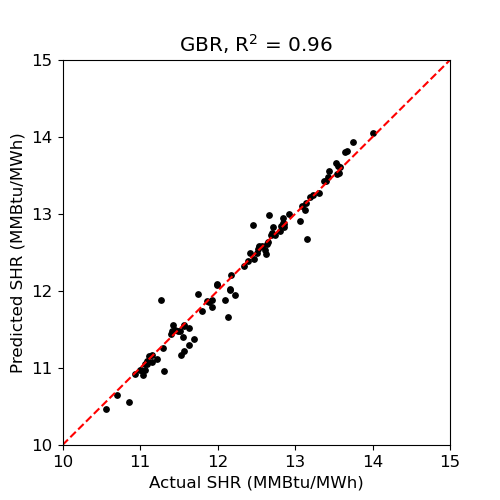 GBR, R² = 0.96
Predicted SHR (MMBtu/MWh)
15
14
13
12
11
10
10 11 12 13 14 15
Actual SHR (MMBtu/MWh)